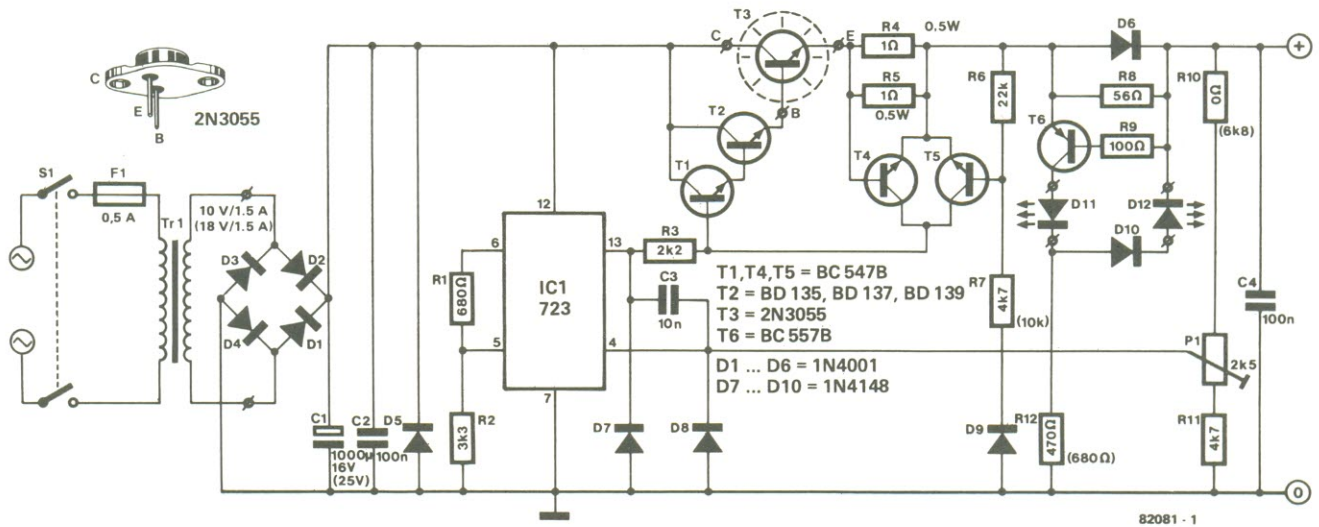 T3
C
E
R4
0.5W
1Ω
D6
+
C
E
B
2N3055
R5
1Ω
0.5W
R6
22k
R8
56Ω
R10
0Ω
(6k8)
B
T2
T6
R9
100Ω
T1
T4
T5
S1
F1
0,5 A
Tr1
10 V/1.5 A
(18 V/1.5 A)
D11
D12
D10
12
6
13
R3
2k2
D3
D2
D4
D1
R1
680Ω
IC1
723
C3
10n
T1,T4,T5 = BC 547B
T2 = BD 135, BD 137, BD 139
T3 = 2N3055
T6 = BC 557B
D1 ... D6 = 1N4001
D7 ... D10 = 1N4148
R7
4k7
(10k)
C4
100n
5
4
7
P1
2k5
C1
1000µ
16V
(25V)
C2
100n
D5
R2
3k3
D7
D8
D9
R12
470Ω
(680Ω)
R11
4k7
0
82081 - 1